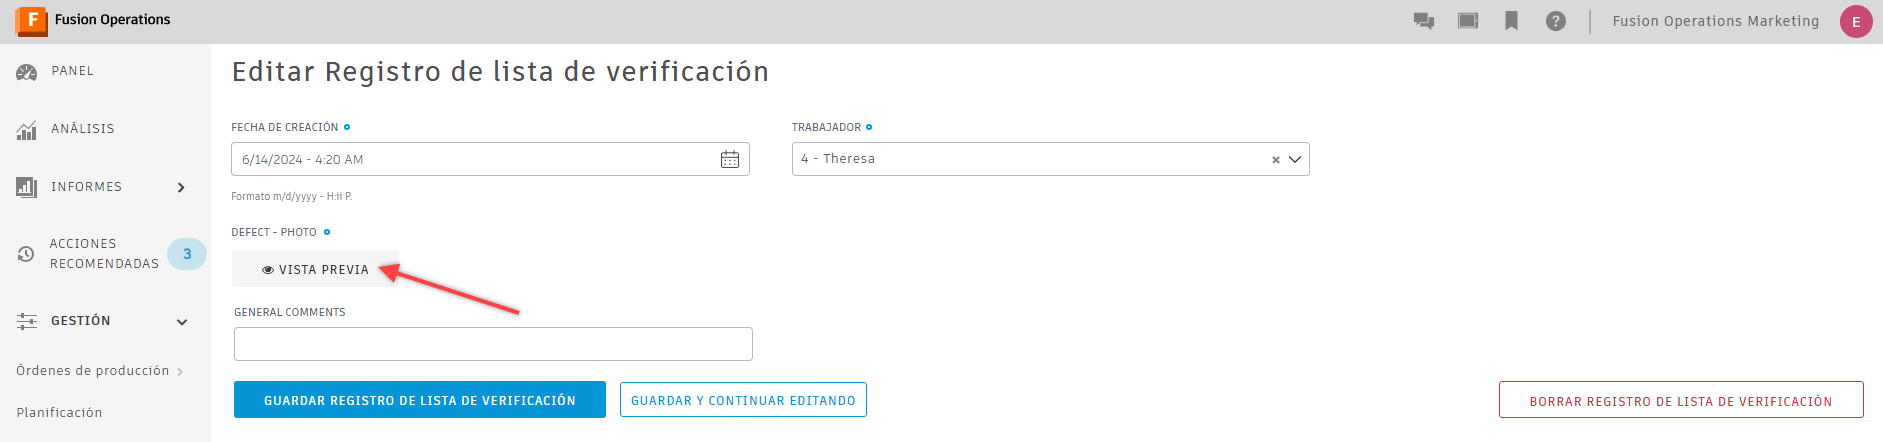 F Fusion Operations
Fusion Operations Marketing
E
PANEL
ANÁLISIS
INFORMES
ACCIONES
RECOMENDADAS
3
GESTIÓN
Órdenes de producción
Planificación
Editar Registro de lista de verificación
FECHA DE CREACIÓN
6/14/2024 - 4:20 AM
Formato m/d/yyyy - H:ii P.
TRABAJADOR
4 - Theresa
DEFECT - PHOTO
VISTA PREVIA
GENERAL COMMENTS
GUARDAR REGISTRO DE LISTA DE VERIFICACIÓN
GUARDAR Y CONTINUAR EDITANDO
BORRAR REGISTRO DE LISTA DE VERIFICACIÓN